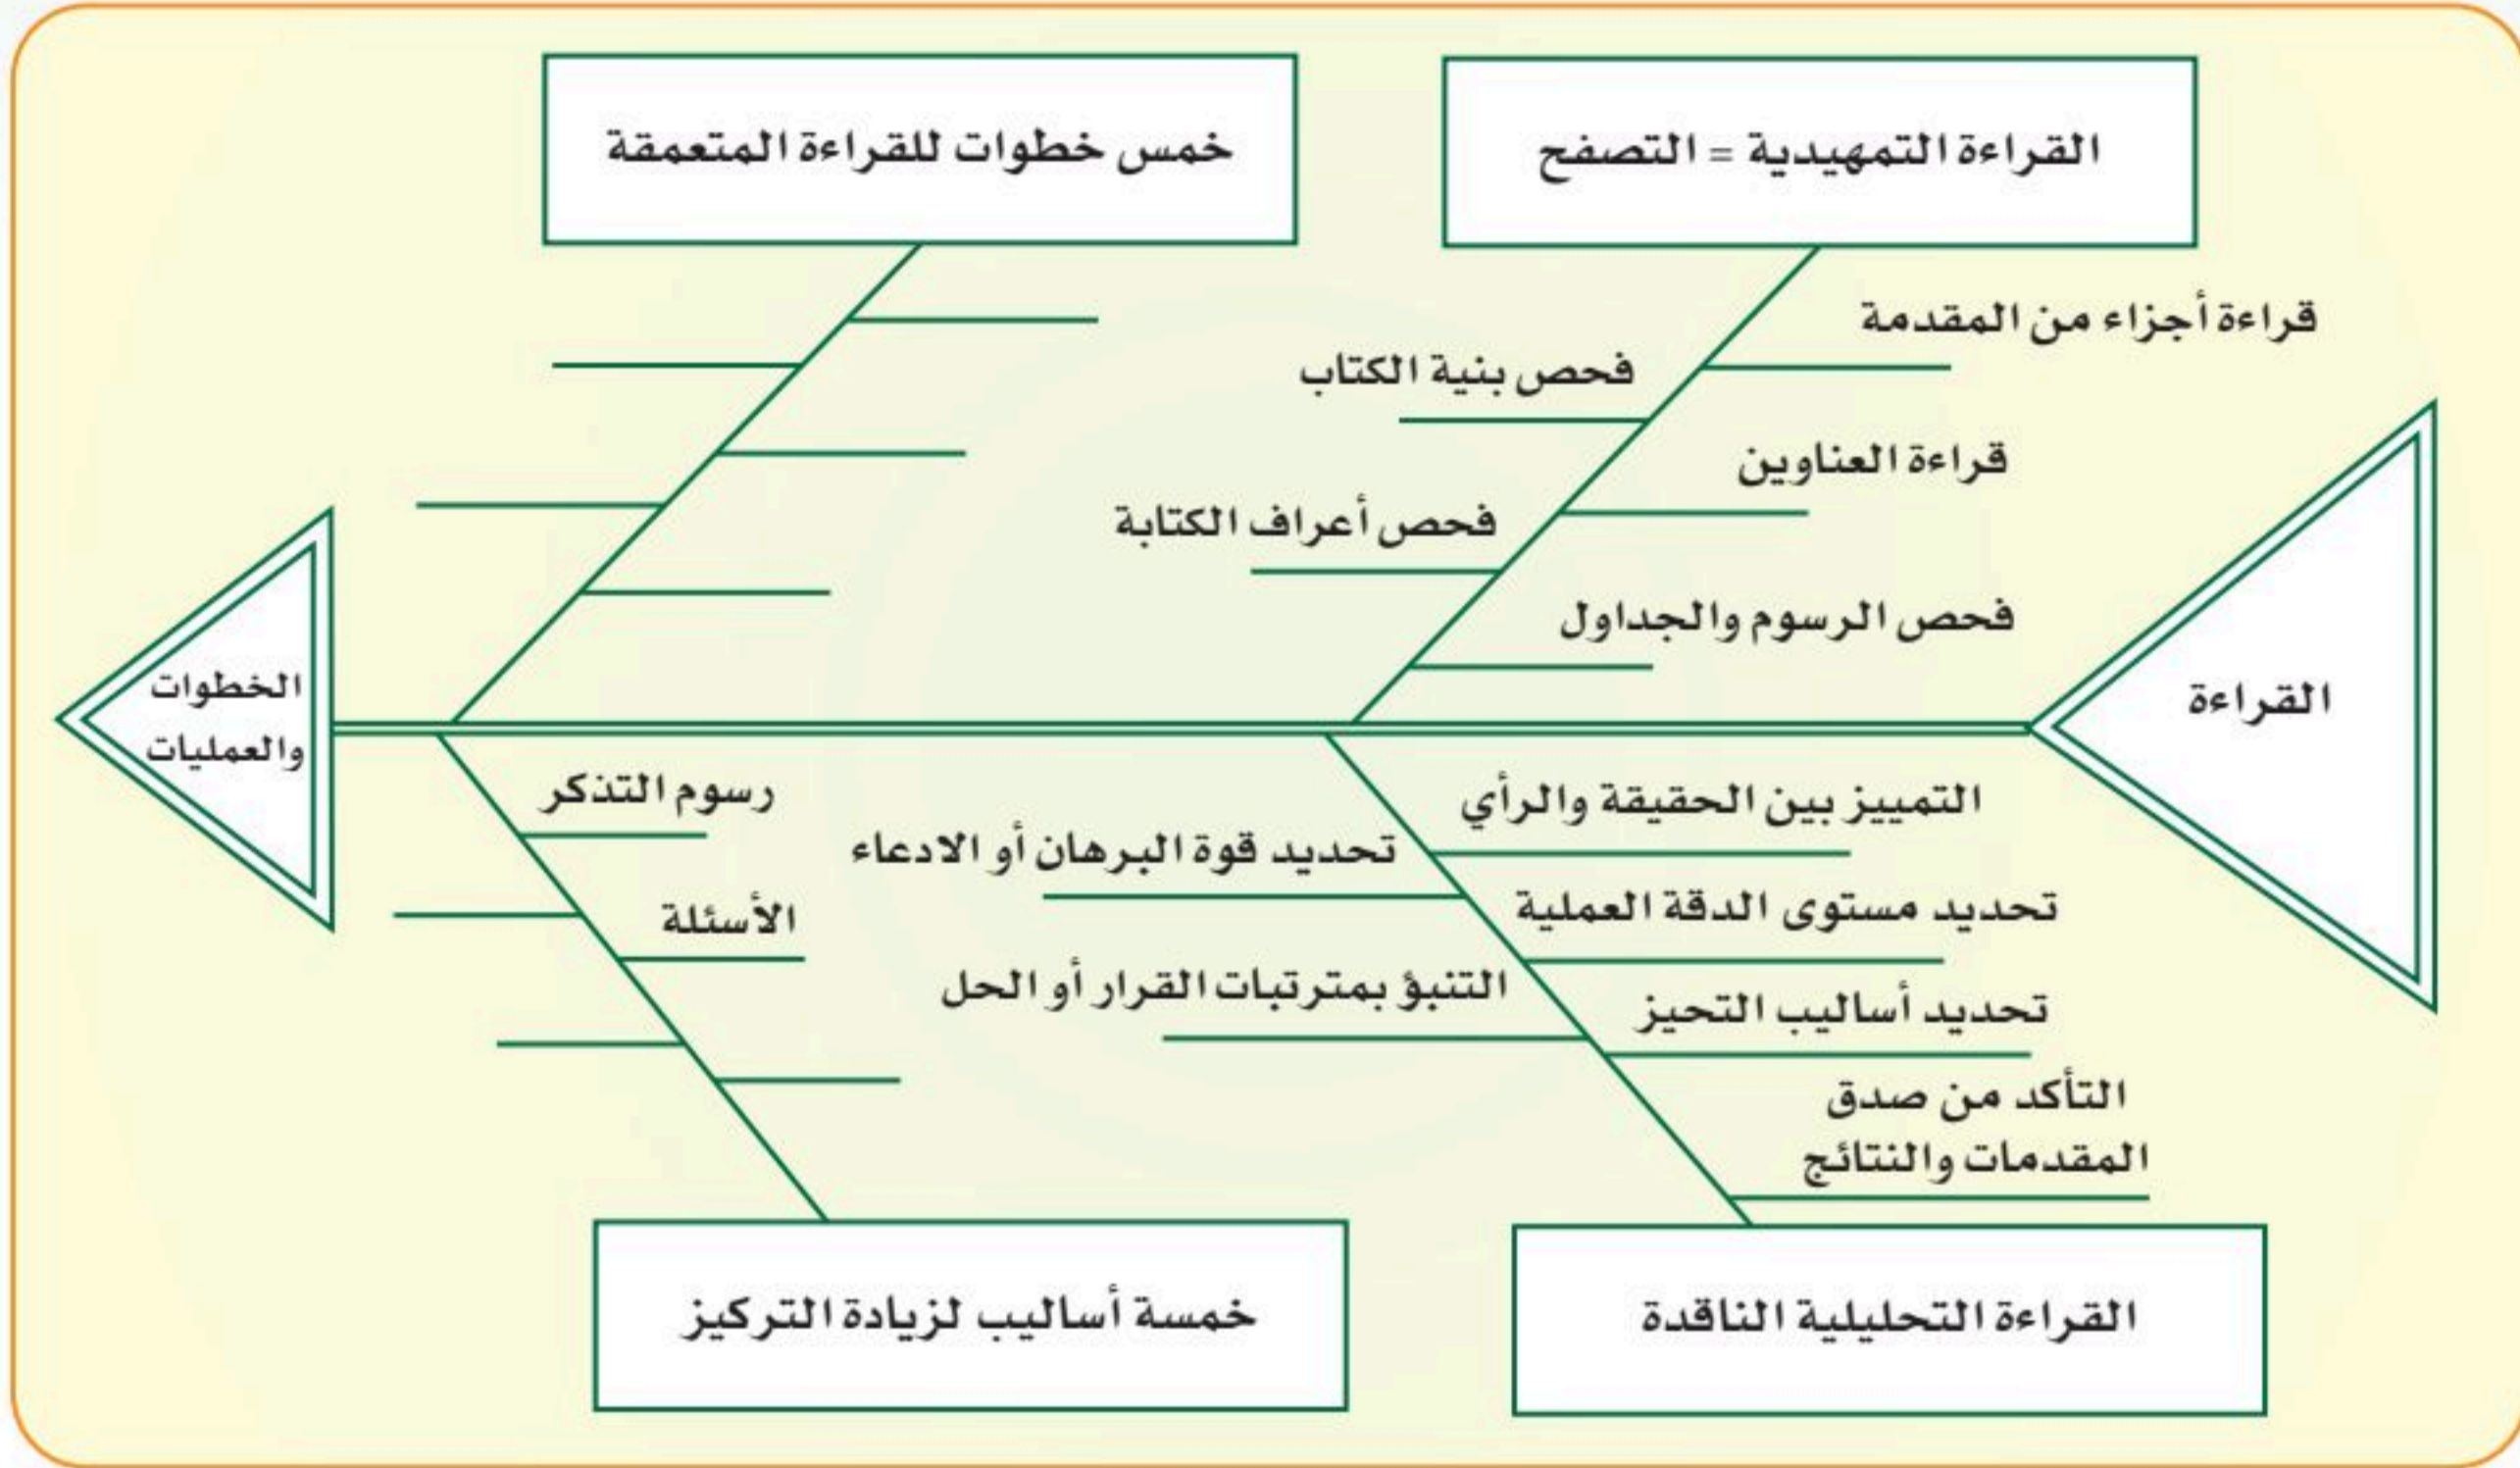 القراءة التمهيدية = التصفح
خمس خطوات للقراءة المتعمقة
قراءة أجزاء من المقدمة
فحص بنية الكتاب
قراءة العناوين
فحص أعراف الكتابة
فحص الرسوم والجداول
القراءة
الخطوات
والعمليات
التمييز بين الحقيقة والرأي
تحديد قوة البرهان أو الادعاء
تحديد مستوى الدقة العملية
التنبؤ بمترتبات القرار أو الحل
تحديد أساليب التحيز
التأكد من صدق
المقدمات والنتائج
رسوم التذكر
الأسئلة
القراءة التحليلية الناقدة
خمسة أساليب لزيادة التركيز